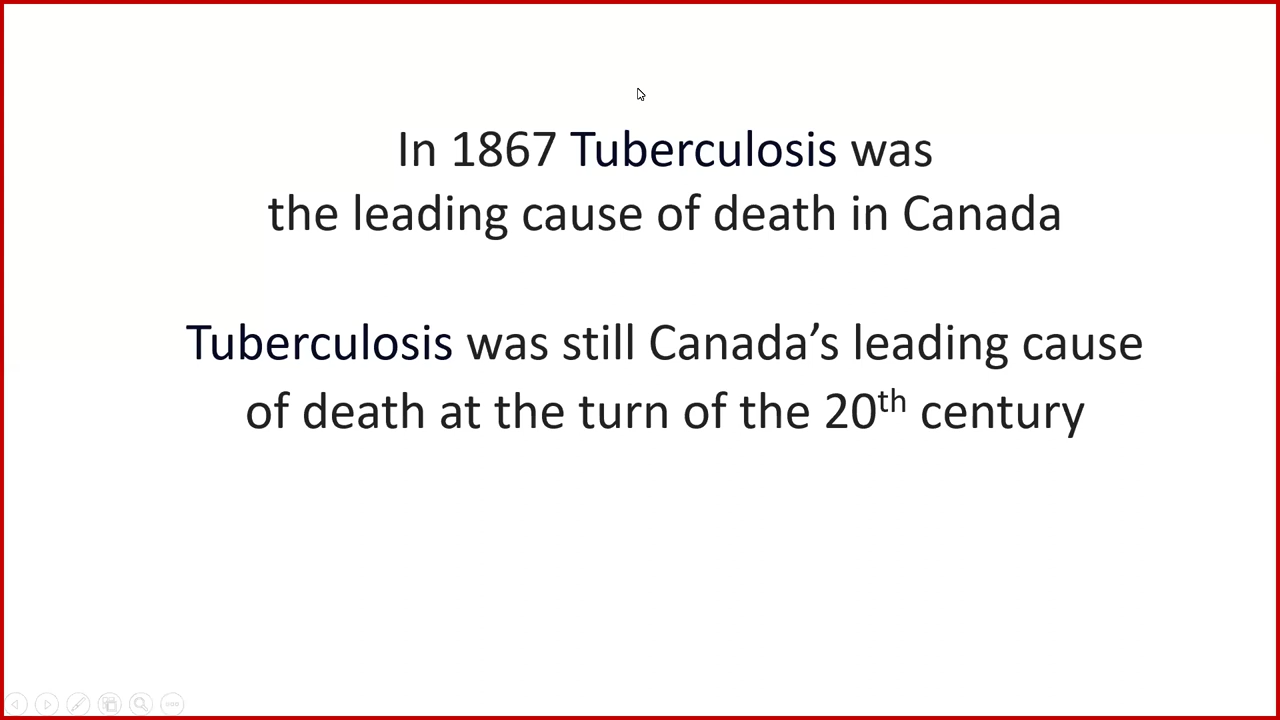 In 1867 Tuberculosis was
the leading cause of death in Canada
Tuberculosis was still Canada’s leading cause
of death at the turn of the 20th century